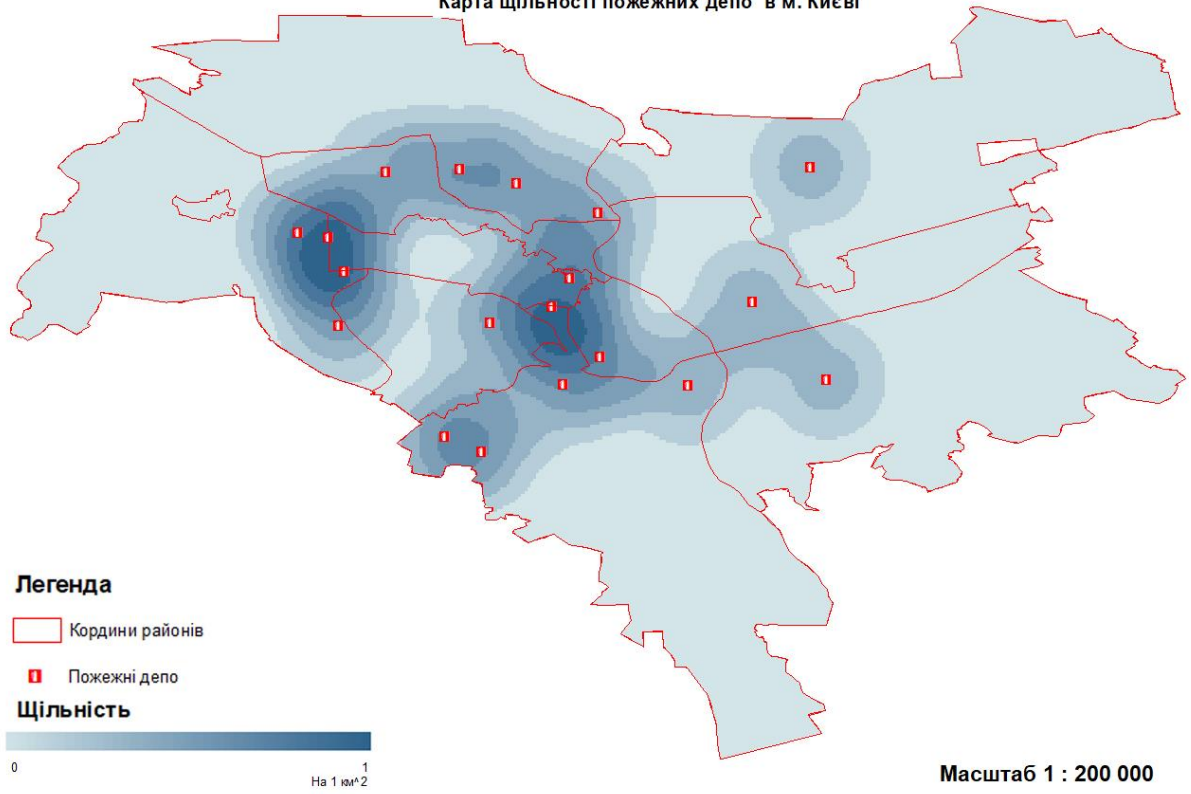 Карта щільності пожежних депо в м. Києві
Легенда
Кордини районів
Пожежні депо
Щільність
0 1
На 1 км^2
Масштаб 1 : 200 000